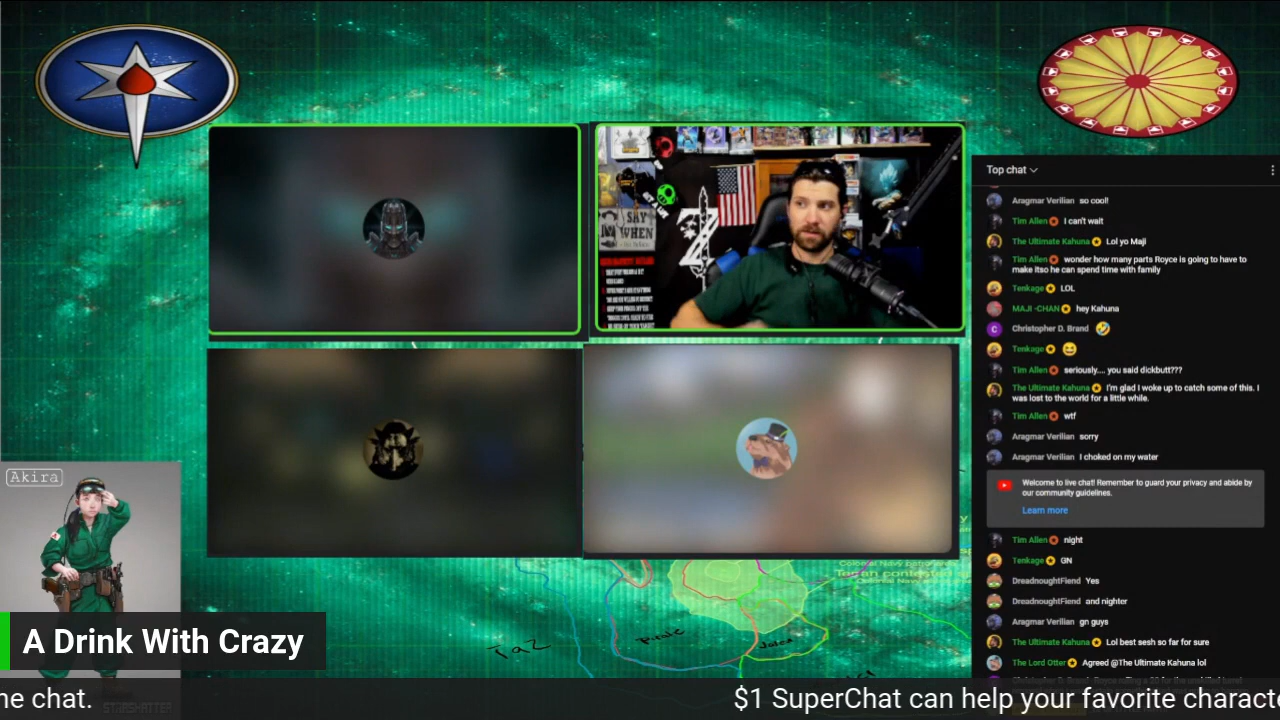 SAY
WHEN
Z
Top chat
Aragmar Verilian so cool!
Tim Allen I can't wait
The Ultimate Kahuna Lol yo Maji
Tim Allen wonder how many parts Royce is going to have to
make itso he can spend time with family
Tenkage LOL
MAJI -CHAN hey Kahuna
C Christopher D. Brand 🤣
Tenkage 😆
Tim Allen seriously.... you said dickbutt???
The Ultimate Kahuna I'm glad I woke up to catch some of this. I
was lost to the world for a little while.
Tim Allen wtf
Aragmar Verilian sorry
Aragmar Verilian I choked on my water
Welcome to live chat! Remember to guard your privacy and abide by
our community guidelines.
Learn more
Tim Allen night
Tenkage GN
DreadnoughtFiend Yes
DreadnoughtFiend and nighter
Aragmar Verilian gn guys
The Ultimate Kahuna Lol best sesh so far for sure
The Lord Otter Agreed @The Ultimate Kahuna lol
Akira
Taz
Pirate
A Drink With Crazy
he chat.
$1 SuperChat can help your favorite charact